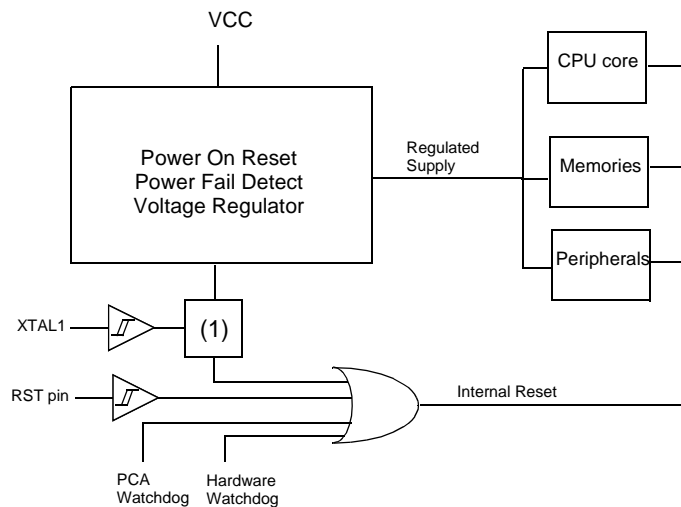 VCC
Power On Reset
Power Fail Detect
Voltage Regulator
Regulated
Supply
CPU core
Memories
Peripherals
XTAL1
(1)
RST pin
Internal Reset
PCA
Watchdog
Hardware
Watchdog